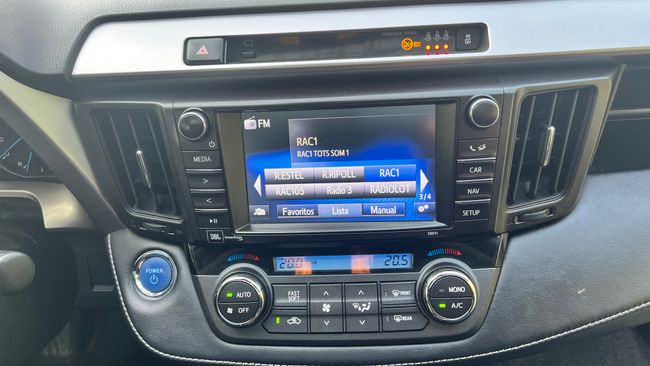 FM
RAC1
RAC1 TOTS SOM 1
R.ESTEL R.RIPOLL RAC1
RAC105 Radio 3 RADIOLOT
3/4
Favoritos Lista Manual
MEDIA
<
>
JBL
CAR
NAV
SETUP
20.0 20.5
POWER
AUTO
OFF
FAST
SOFT
FRONT
REAR
MONO
A/C